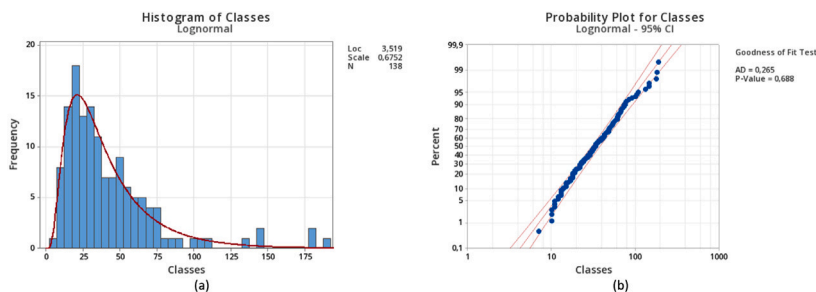 Histogram of Classes
Lognormal
Loc 3,519
Scale 0,6752
N 138
Frequency
20
15
10
5
0
0 25 50 75 100 125 150 175
Classes
(a)
Probability Plot for Classes
Lognormal - 95% CI
Goodness of Fit Test
AD = 0,265
P-Value = 0,688
Percent
99,9
99
95
90
80
70
60
50
40
30
20
10
5
1
0,1
1 10 100 1000
Classes
(b)